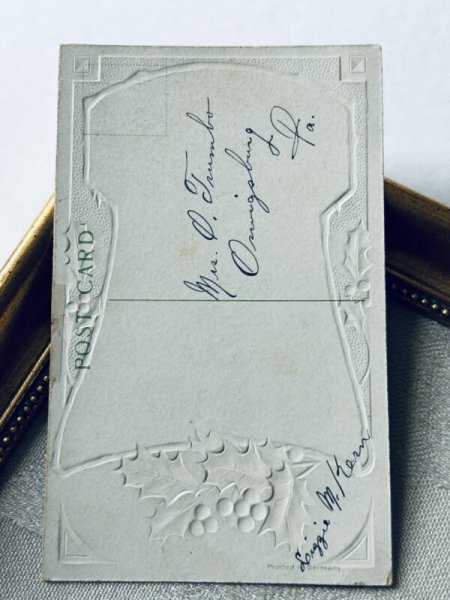 POST CARD
Mrs. O. Trumbo
Orwigsburg
Pa.
Lizzie M. Kern
Printed in Germany